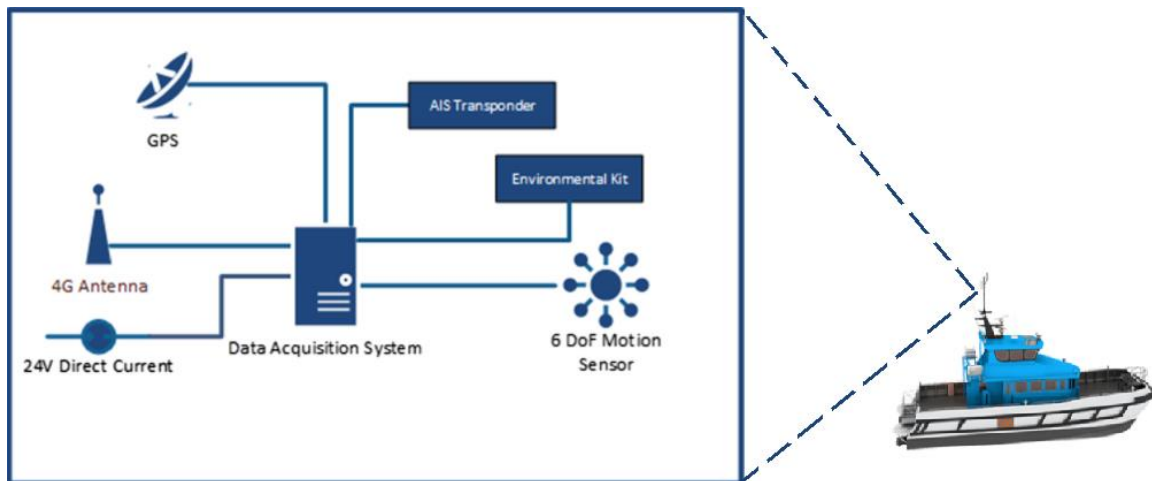 GPS
AIS Transponder
Environmental Kit
4G Antenna
24V Direct Current
Data Acquisition System
6 DoF Motion
Sensor